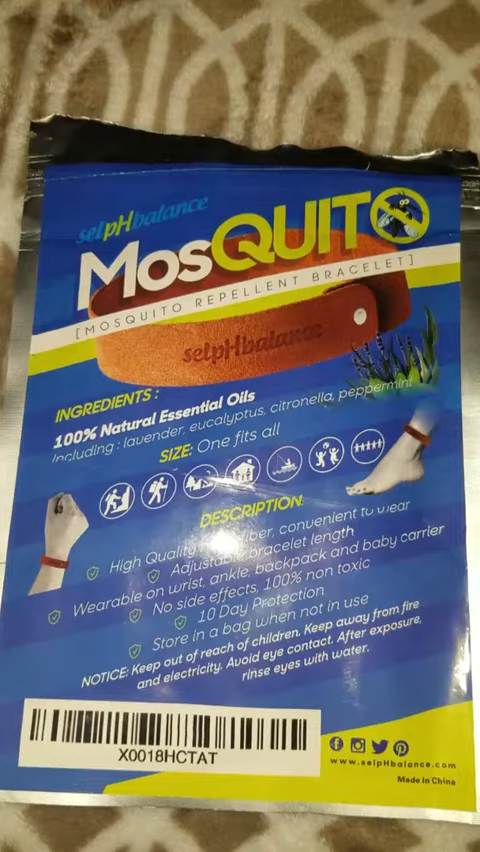 selpHbalance
MosQUITO
[MOSQUITO REPELLENT BRACELET]
selpHbalance
INGREDIENTS:
100% Natural Essential Oils
Including: lavender, eucalyptus, citronella, peppermint
SIZE: One fits all
DESCRIPTION:
High Quality fiber, convenient to wear
Adjustable bracelet length
Wearable on wrist, ankle, backpack and baby carrier
No side effects, 100% non toxic
10 Day Protection
Store in a bag when not in use
NOTICE: Keep out of reach of children. Keep away from fire
and electricity. Avoid eye contact. After exposure,
rinse eyes with water.
X0018HCTAT
www.selpHbalance.com
Made in China